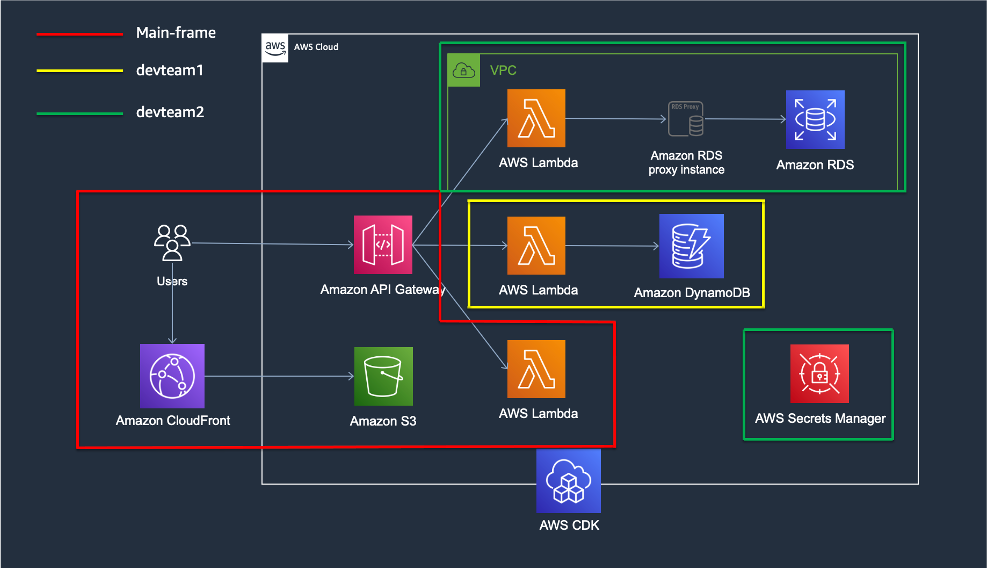 Main-frame
devteam1
devteam2
aws
AWS Cloud
VPC
AWS Lambda
RDS Proxy
Amazon RDS
proxy instance
Amazon RDS
Users
Amazon API Gateway
AWS Lambda
Amazon DynamoDB
Amazon CloudFront
Amazon S3
AWS Lambda
AWS Secrets Manager
AWS CDK